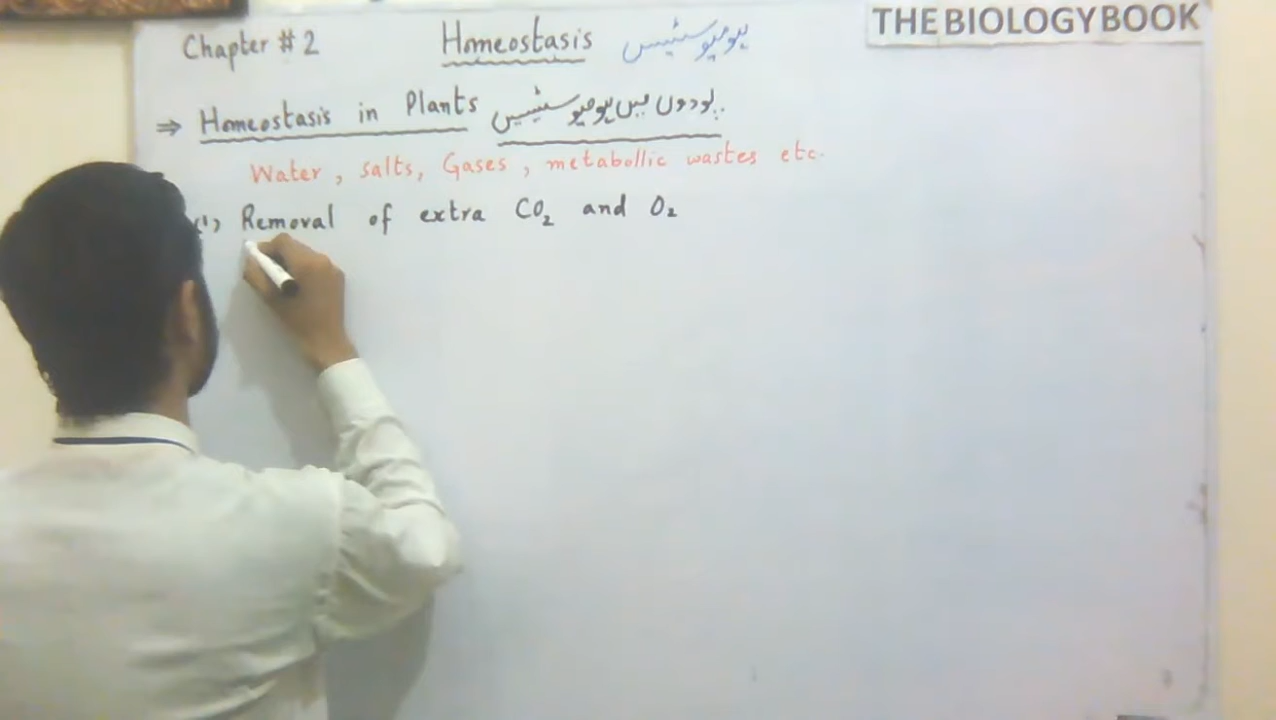 THE BIOLOGY BOOK
Chapter # 2 Homeostasis ہومیوسٹیسس
⇒ Homeostasis in Plants پودوں میں ہومیوسٹیسس
Water, salts, Gases, metabollic wastes etc.
(1) Removal of extra CO₂ and O₂